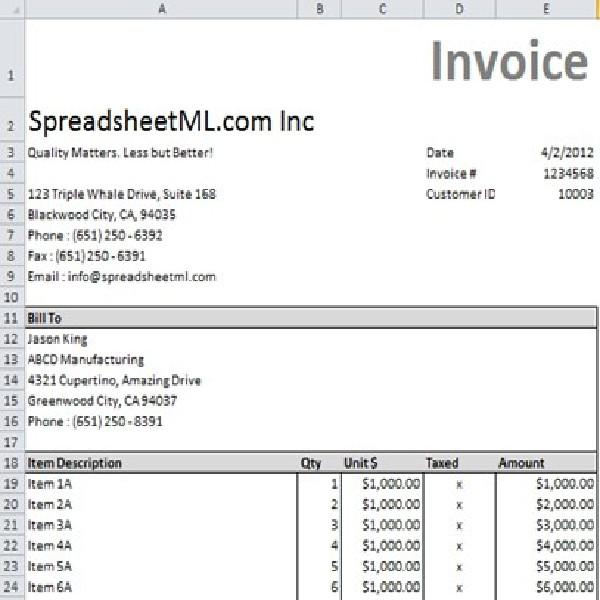 A B C D E
1 Invoice
2 SpreadsheetML.com Inc
3 Quality Matters. Less but Better! Date 4/2/2012
4 Invoice # 1234568
5 123 Triple Whale Drive, Suite 168 Customer ID 10003
6 Blackwood City, CA, 94035
7 Phone : (651) 250 - 6392
8 Fax : (651) 250 - 6391
9 Email : info@spreadsheetml.com
10
11 Bill To
12 Jason King
13 ABCD Manufacturing
14 4321 Cupertino, Amazing Drive
15 Greenwood City, CA 94037
16 Phone : (651) 250 - 8391
17
18 Item Description Qty Unit $ Taxed Amount
19 Item 1A 1 $1,000.00 x $1,000.00
20 Item 2A 2 $1,000.00 x $2,000.00
21 Item 3A 3 $1,000.00 x $3,000.00
22 Item 4A 4 $1,000.00 x $4,000.00
23 Item 5A 5 $1,000.00 x $5,000.00
24 Item 6A 6 $1,000.00 x $6,000.00